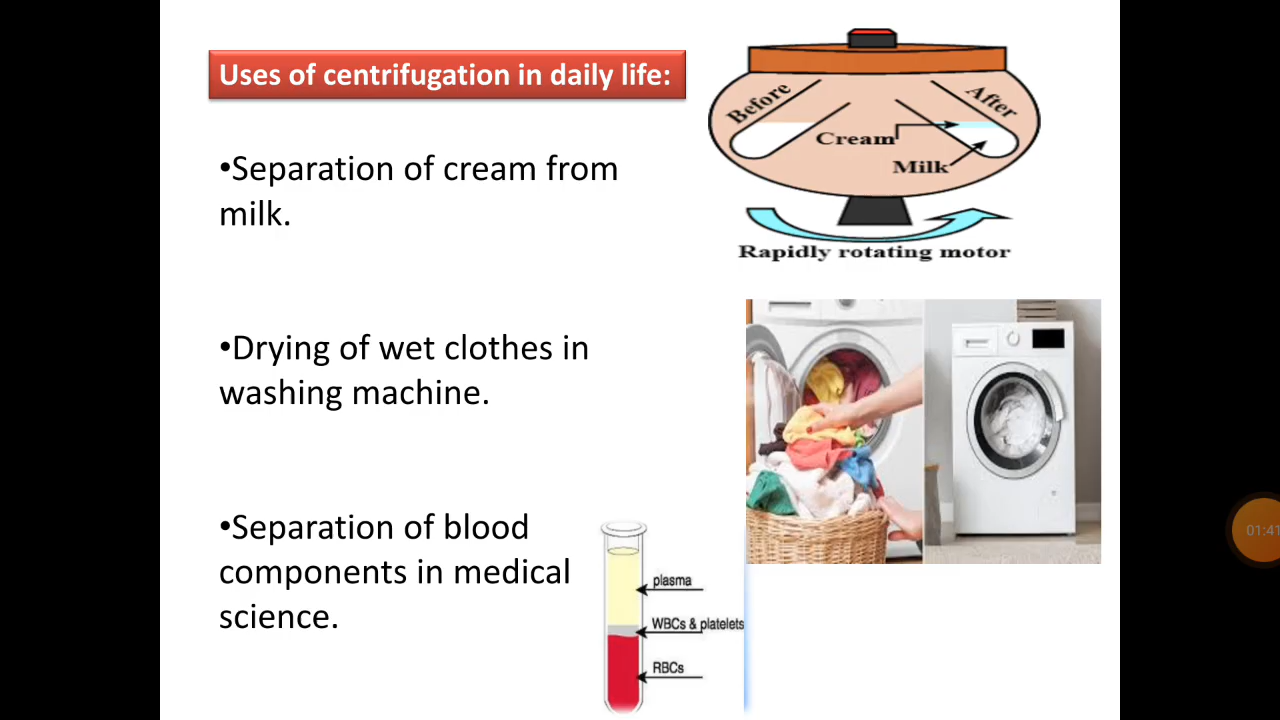 Uses of centrifugation in daily life:
•Separation of cream from
milk.
Before
After
Cream
Milk
Rapidly rotating motor
•Drying of wet clothes in
washing machine.
•Separation of blood
components in medical
science.
plasma
WBCs & platelets
RBCs
01:41